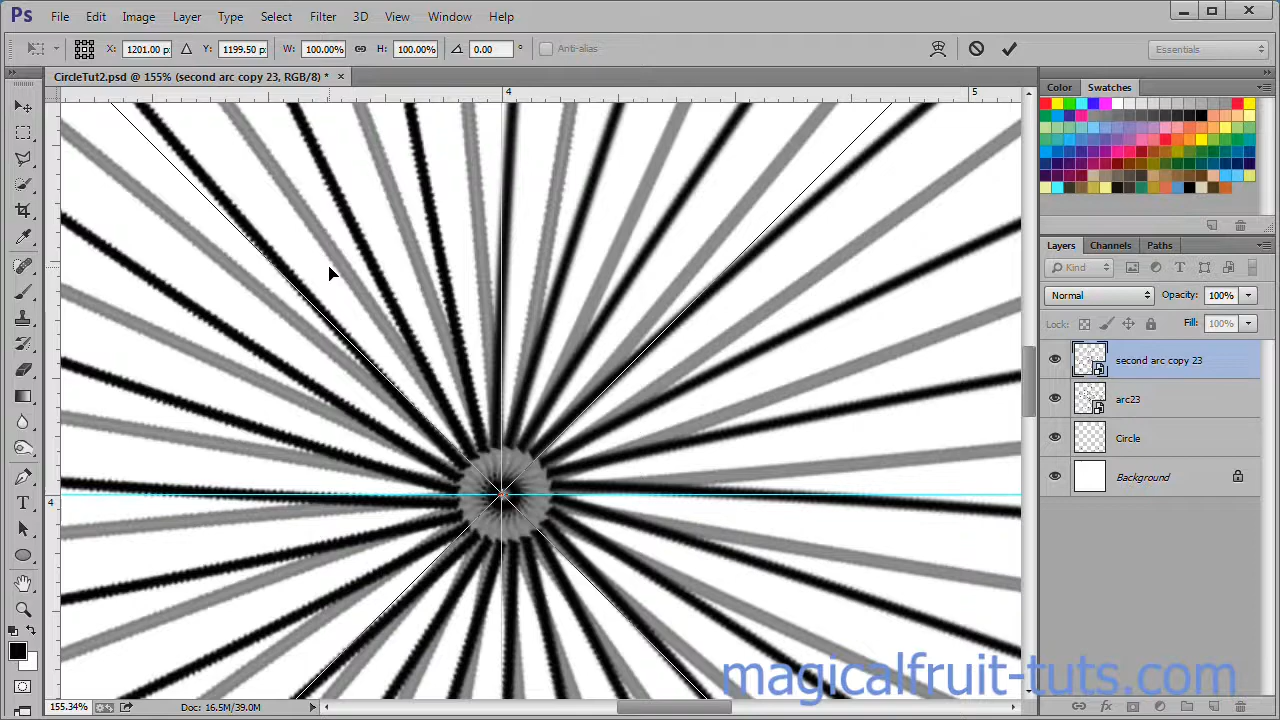 Ps File Edit Image Layer Type Select Filter 3D View Window Help
X: 1201.00 p: Y: 1199.50 p: W: 100.00% H: 100.00% 0.00 ° Anti-alias Essentials
CircleTut2.psd @ 155% (second arc copy 23, RGB/8) * ×
4 5
Color Swatches
Layers Channels Paths
Kind T
Normal Opacity: 100%
Lock: Fill: 100%
second arc copy 23
arc23
Circle
Background
4
T
magicalfruit-tuts.com
155.34% Doc: 16.5M/39.0M fx